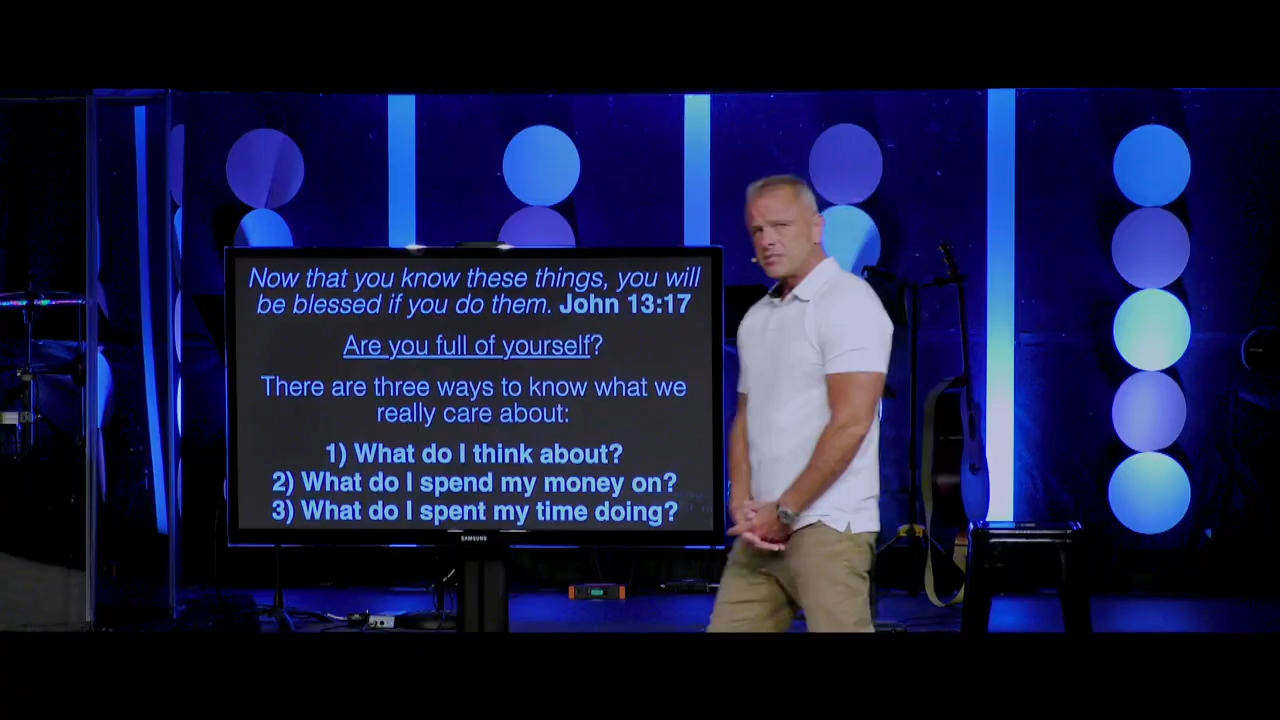 Now that you know these things, you will
be blessed if you do them. John 13:17
Are you full of yourself?
There are three ways to know what we
really care about:
1) What do I think about?
2) What do I spend my money on?
3) What do I spent my time doing?
SAMSUNG